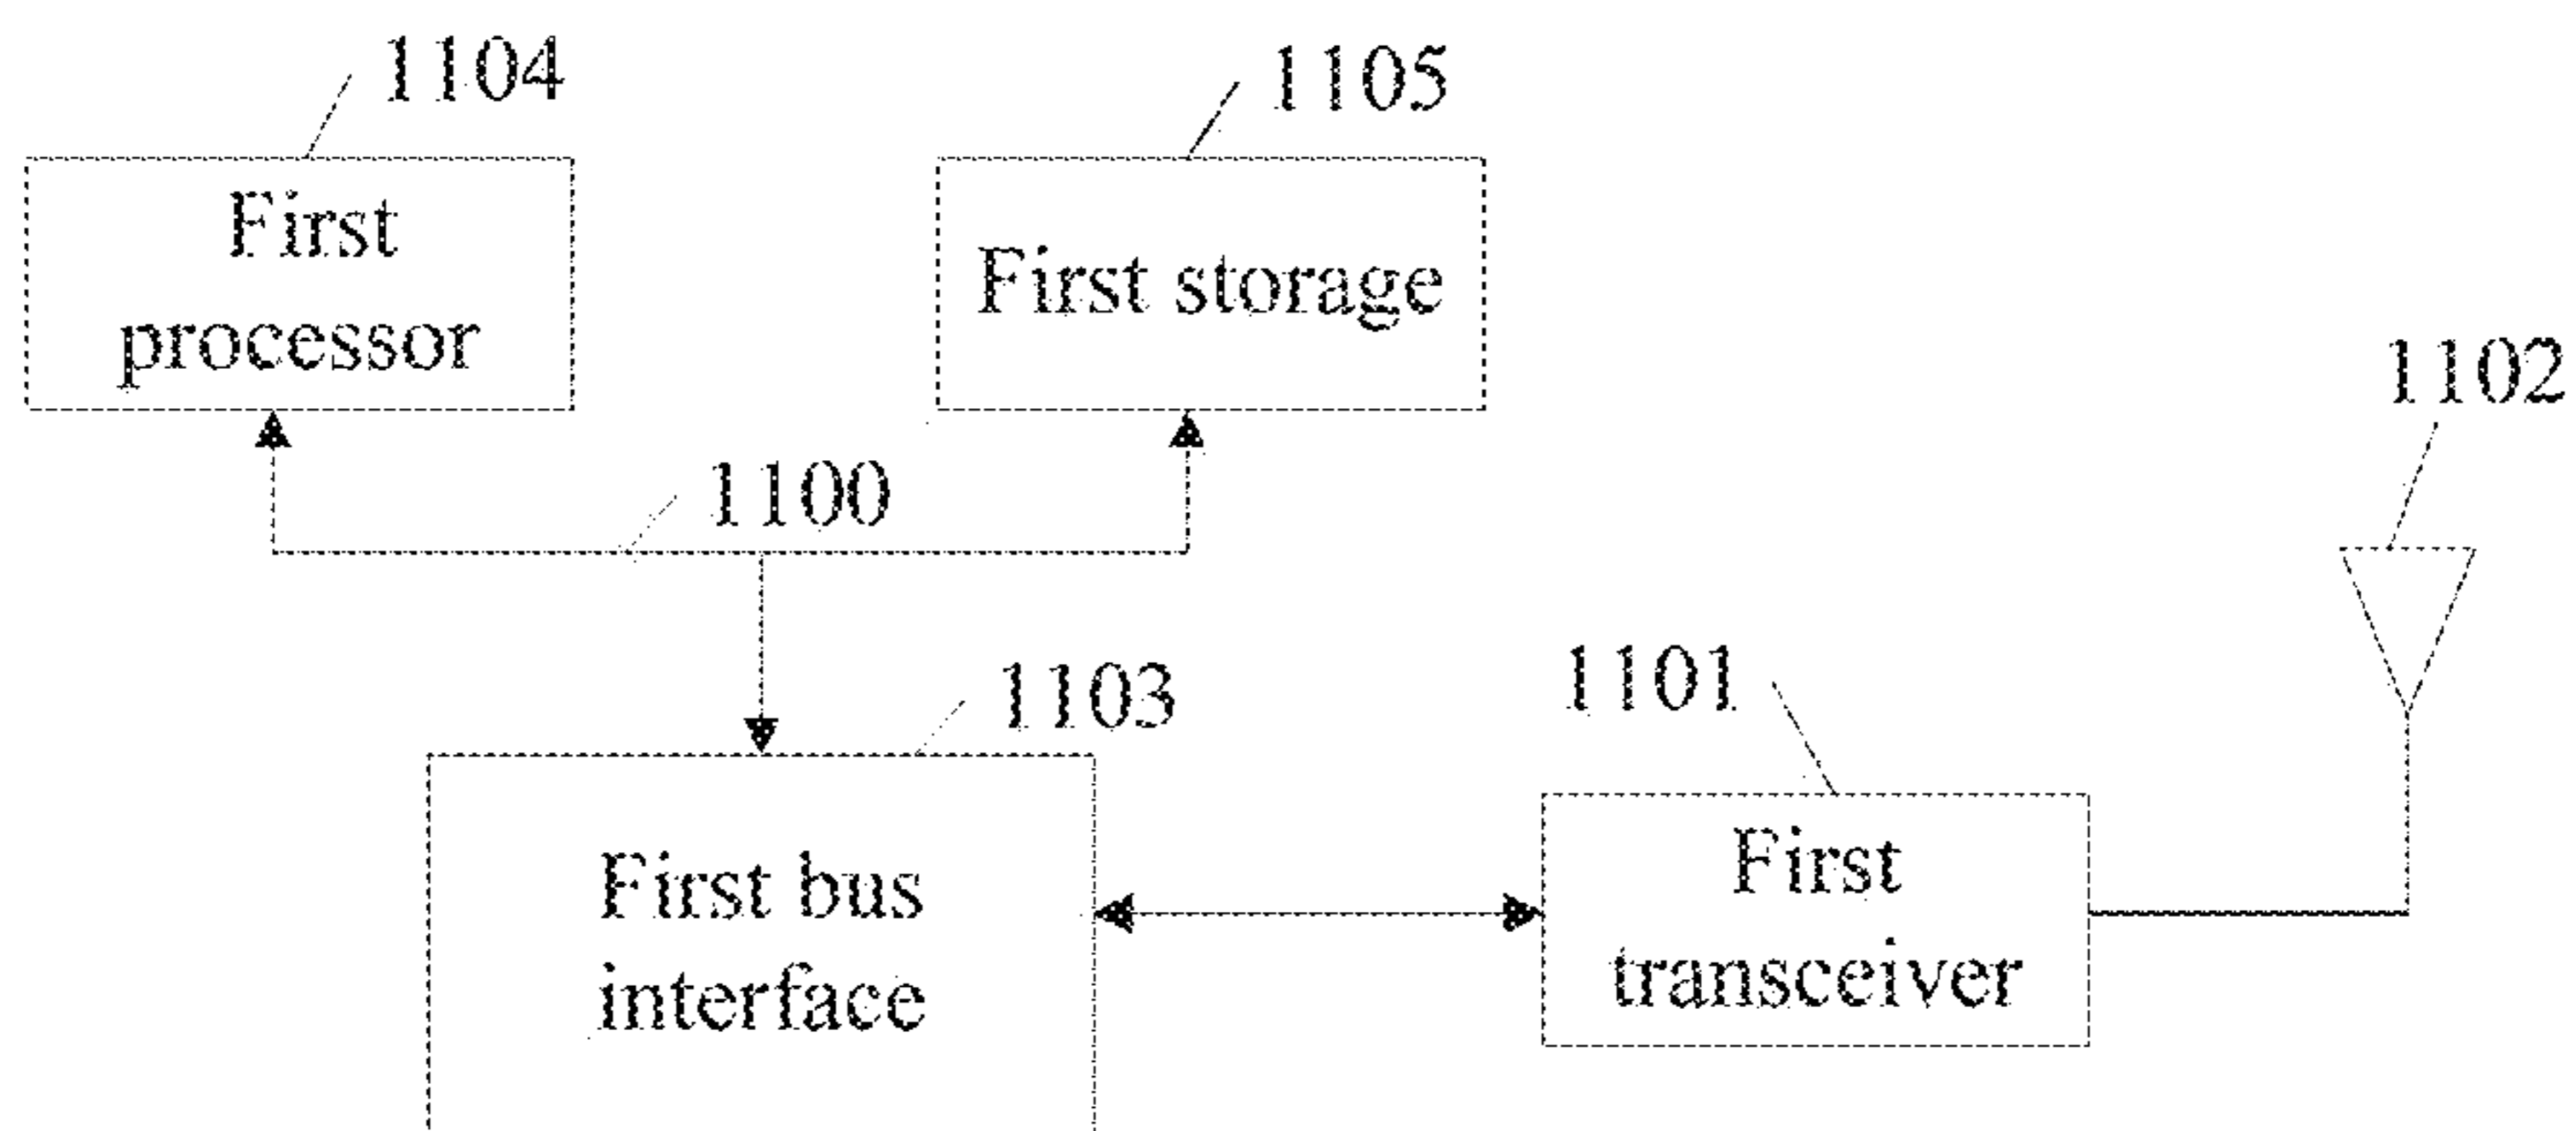 1104
1105
First
processor
First storage
1102
1100
1103
1101
First bus
interface
First
transceiver